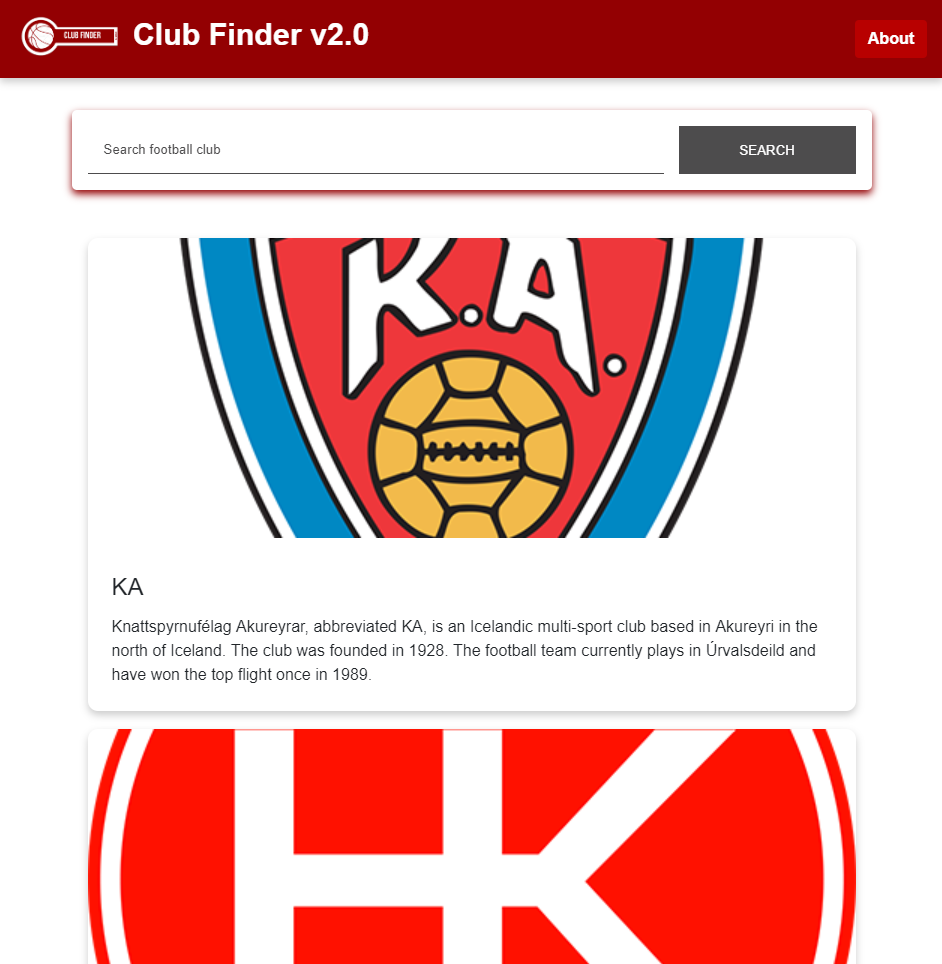 CLUB FINDER
Club Finder v2.0
About
Search football club
SEARCH
K.A.
KA
Knattspyrnufélag Akureyrar, abbreviated KA, is an Icelandic multi-sport club based in Akureyri in the
north of Iceland. The club was founded in 1928. The football team currently plays in Úrvalsdeild and
have won the top flight once in 1989.
HK